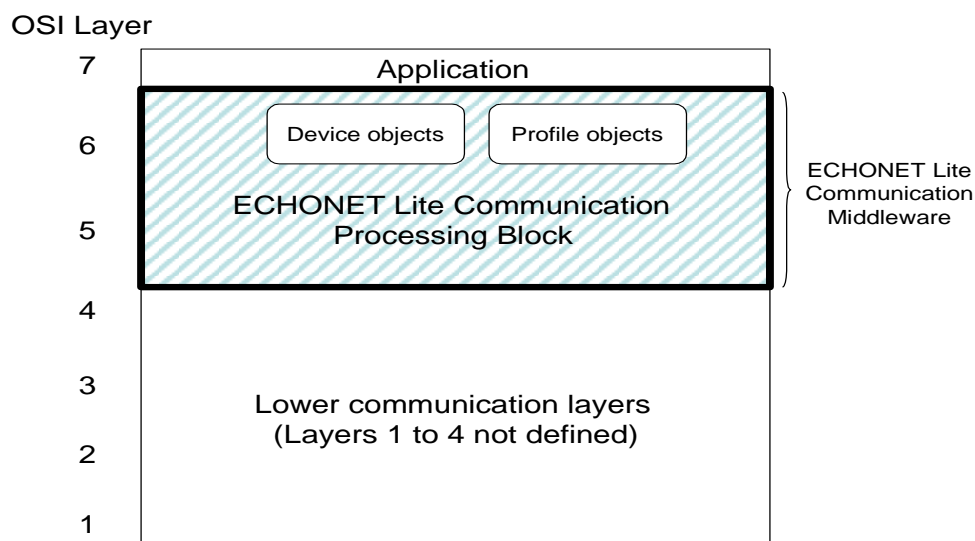 OSI Layer
7
Application
6
Device objects
Profile objects
ECHONET Lite
Communication
Middleware
ECHONET Lite Communication
Processing Block
5
4
3
Lower communication layers
(Layers 1 to 4 not defined)
2
1